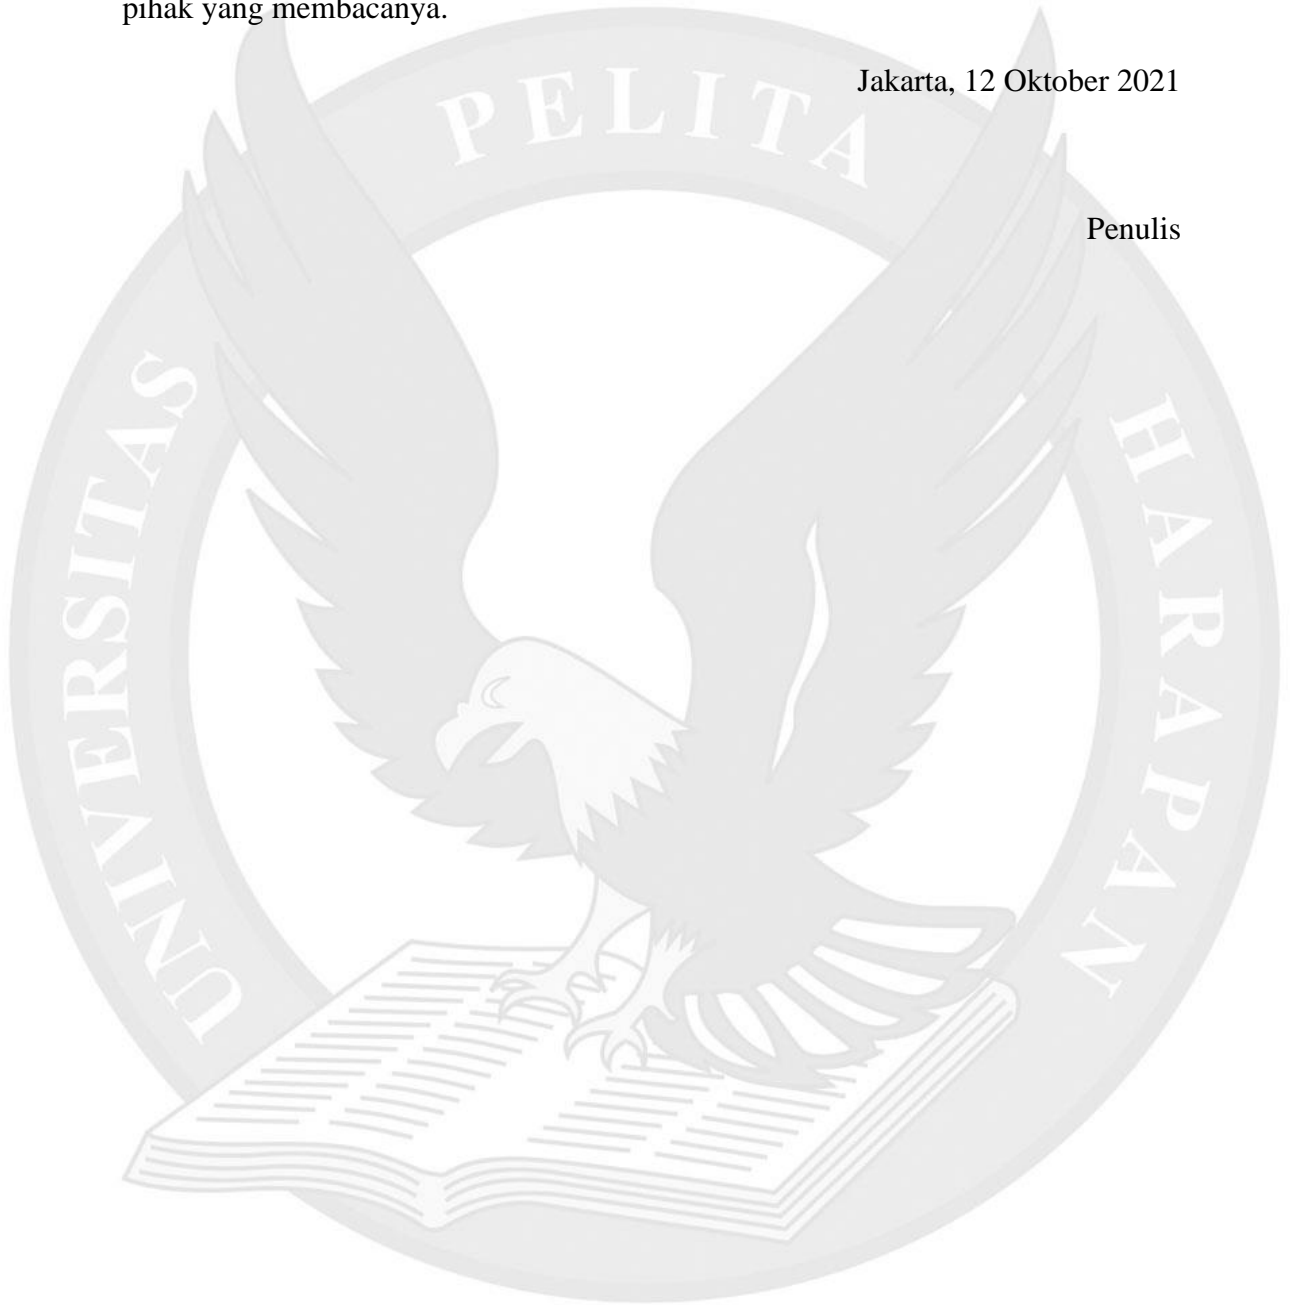 pihak yang membacanya.
Jakarta, 12 Oktober 2021
Penulis
UNIVERSITAS PELITA HARAPAN